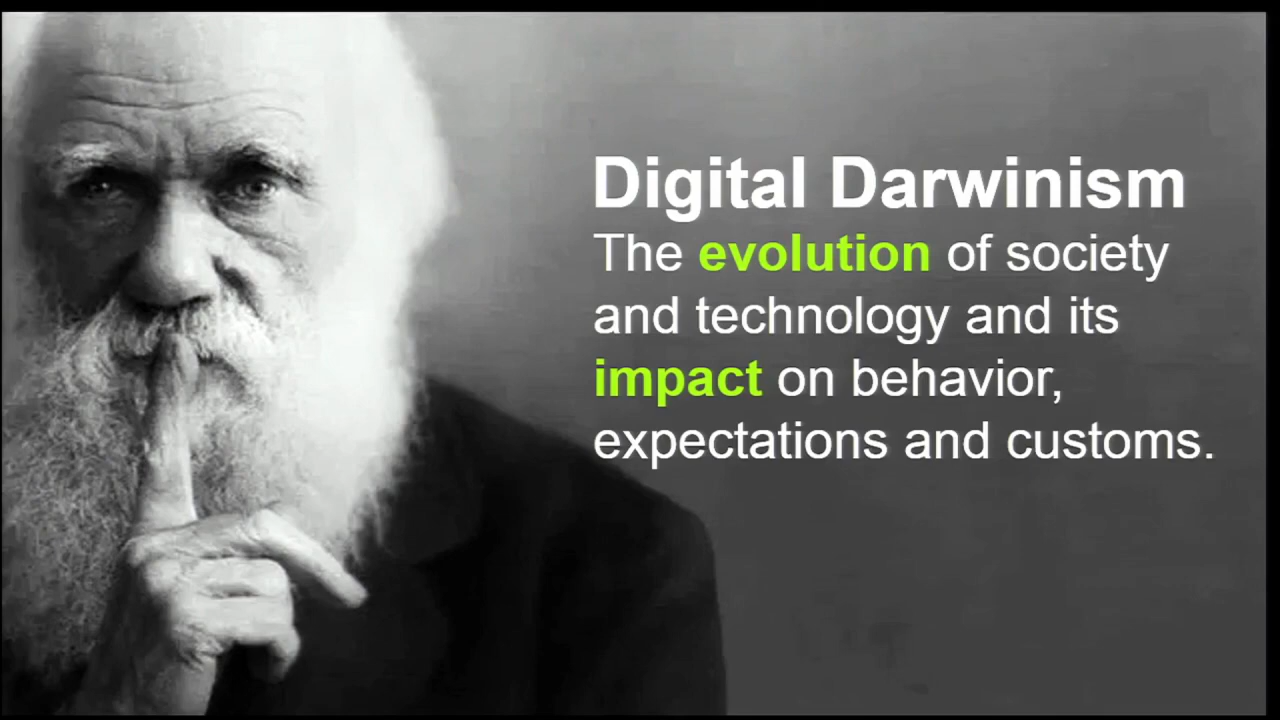 Digital Darwinism
The evolution of society
and technology and its
impact on behavior,
expectations and customs.